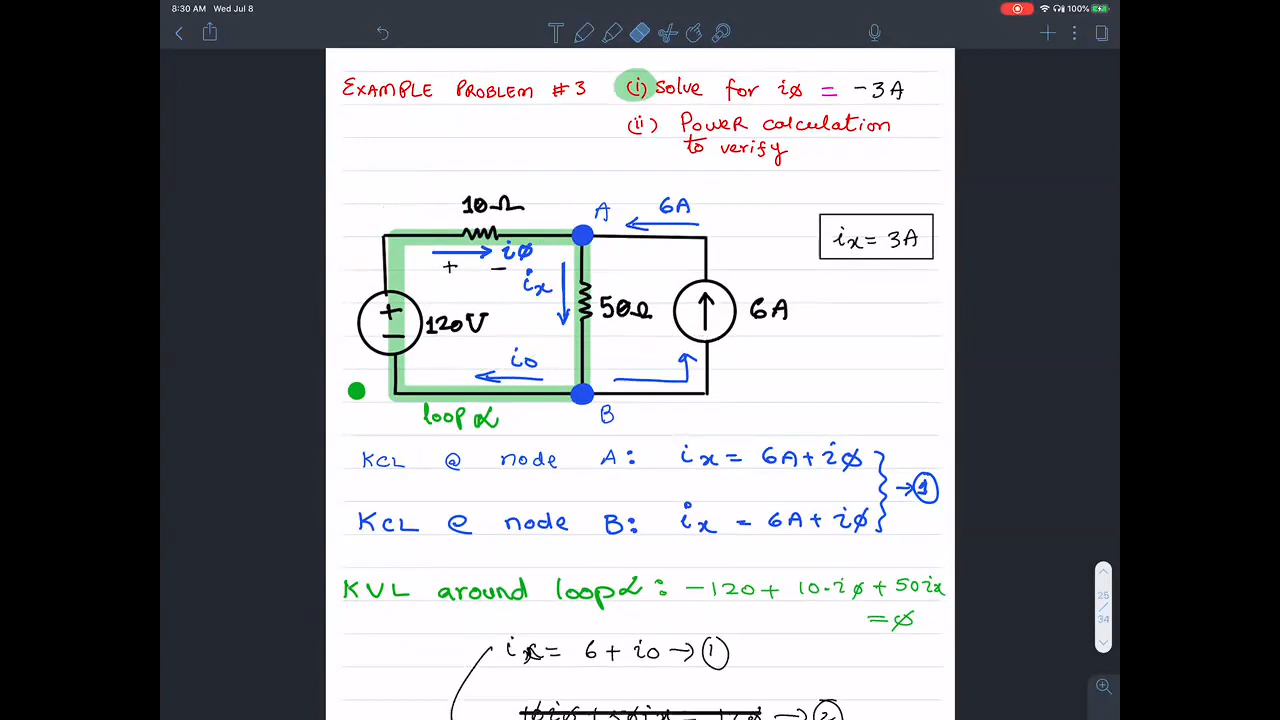 8:30 AM Wed Jul 8
100%
EXAMPLE PROBLEM #3 (i) Solve for iø = -3A
(ii) Power calculation
to verify
10Ω
A
6A
iø
+ −
ix
ix = 3A
+
−
120V
50Ω
6A
io
B
loop α
KCL @ node A: ix = 6A + iø
→ 1
KCL @ node B: ix = 6A + iø
KVL around loop α: -120 + 10.iø + 50ix
= ø
ix = 6 + io → 1
→ 2
25
/
34